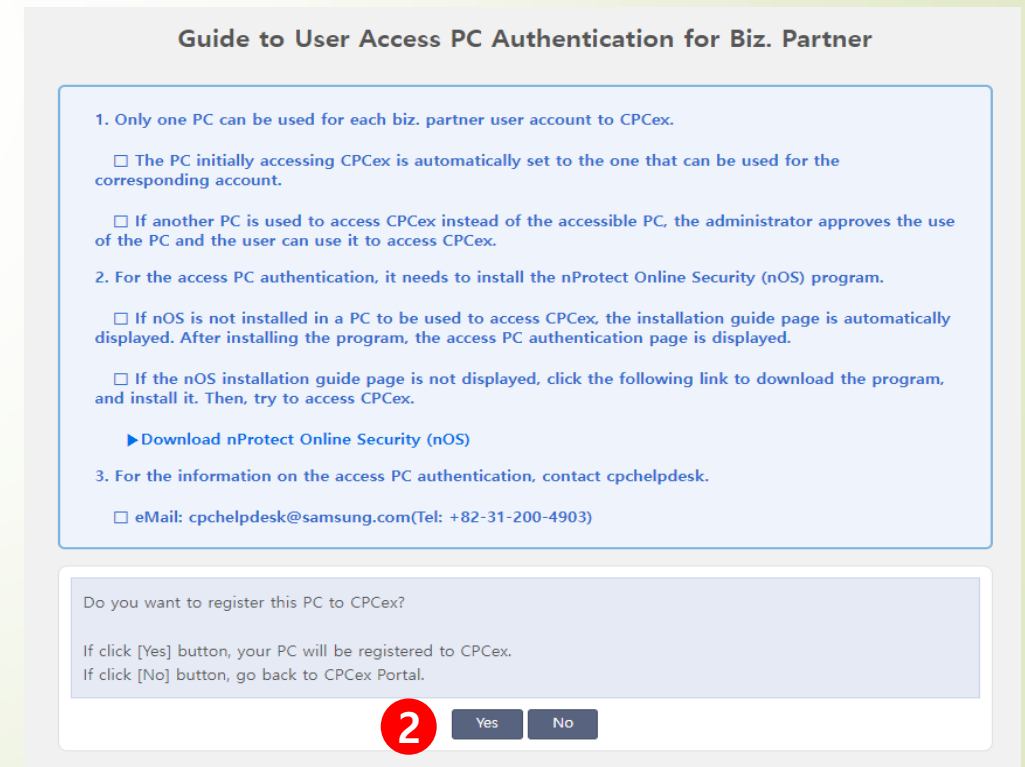 Guide to User Access PC Authentication for Biz. Partner
1. Only one PC can be used for each biz. partner user account to CPCex.
☐ The PC initially accessing CPCex is automatically set to the one that can be used for the
corresponding account.
☐ If another PC is used to access CPCex instead of the accessible PC, the administrator approves the use
of the PC and the user can use it to access CPCex.
2. For the access PC authentication, it needs to install the nProtect Online Security (nOS) program.
☐ If nOS is not installed in a PC to be used to access CPCex, the installation guide page is automatically
displayed. After installing the program, the access PC authentication page is displayed.
☐ If the nOS installation guide page is not displayed, click the following link to download the program,
and install it. Then, try to access CPCex.
▶Download nProtect Online Security (nOS)
3. For the information on the access PC authentication, contact cpchelpdesk.
☐ eMail: cpchelpdesk@samsung.com(Tel: +82-31-200-4903)
Do you want to register this PC to CPCex?
If click [Yes] button, your PC will be registered to CPCex.
If click [No] button, go back to CPCex Portal.
2 Yes No